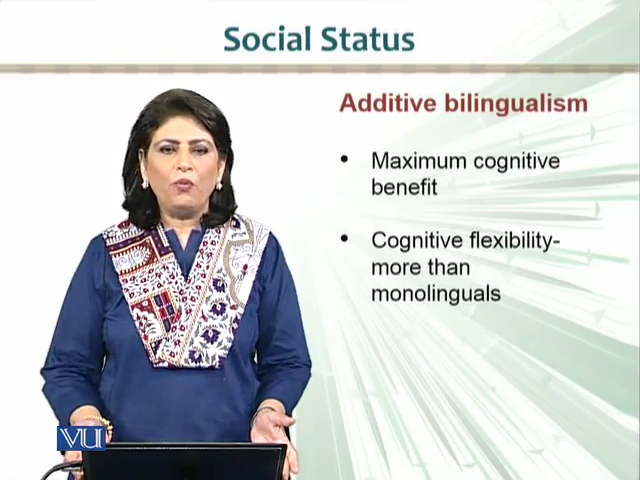 Social Status
Additive bilingualism
• Maximum cognitive
benefit
• Cognitive flexibility-
more than
monolinguals
VU